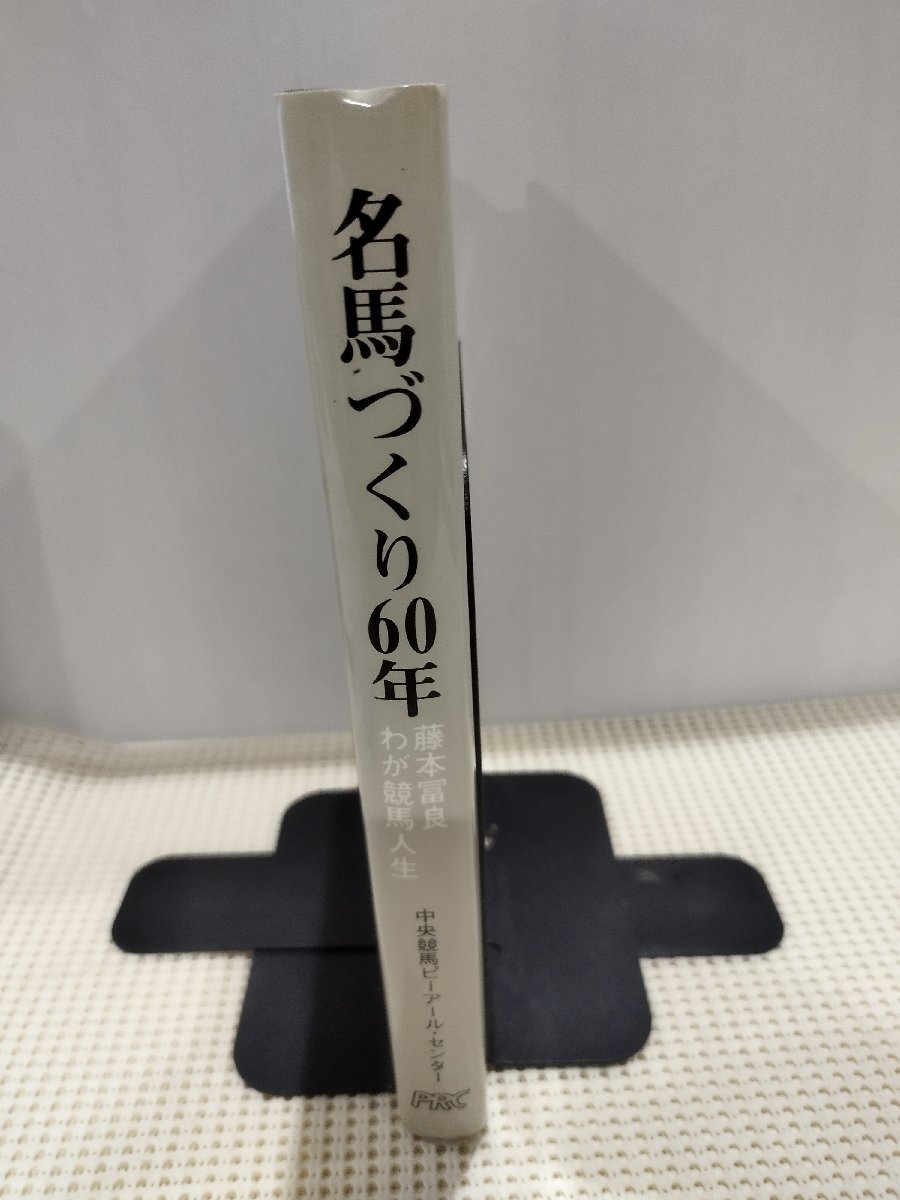 名馬づくり60年
藤本冨良
わが競馬人生
中央競馬ピーアール・センター
PRC